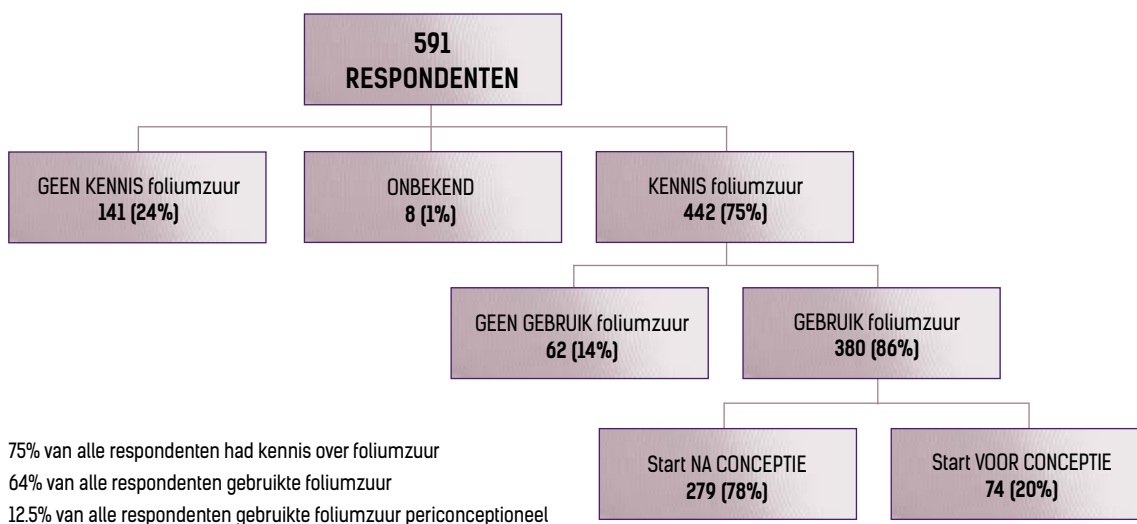 591
RESPONDENTEN
GEEN KENNIS foliumzuur
141 (24%)
ONBEKEND
8 (1%)
KENNIS foliumzuur
442 (75%)
GEEN GEBRUIK foliumzuur
62 (14%)
GEBRUIK foliumzuur
380 (86%)
Start NA CONCEPTIE
279 (78%)
Start VOOR CONCEPTIE
74 (20%)
75% van alle respondenten had kennis over foliumzuur
64% van alle respondenten gebruikte foliumzuur
12.5% van alle respondenten gebruikte foliumzuur periconceptioneel